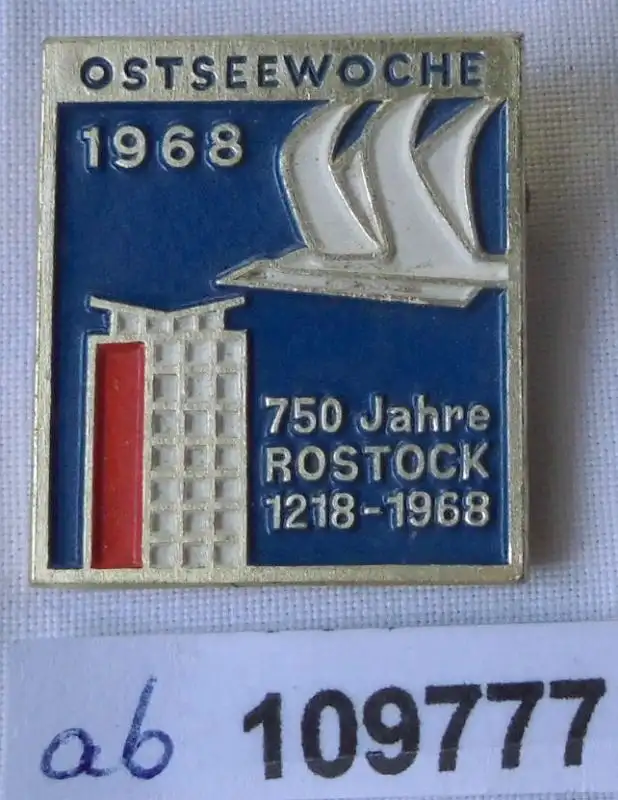 OSTSEEWOCHE
1968
750 Jahre
ROSTOCK
1218-1968
ab 109777